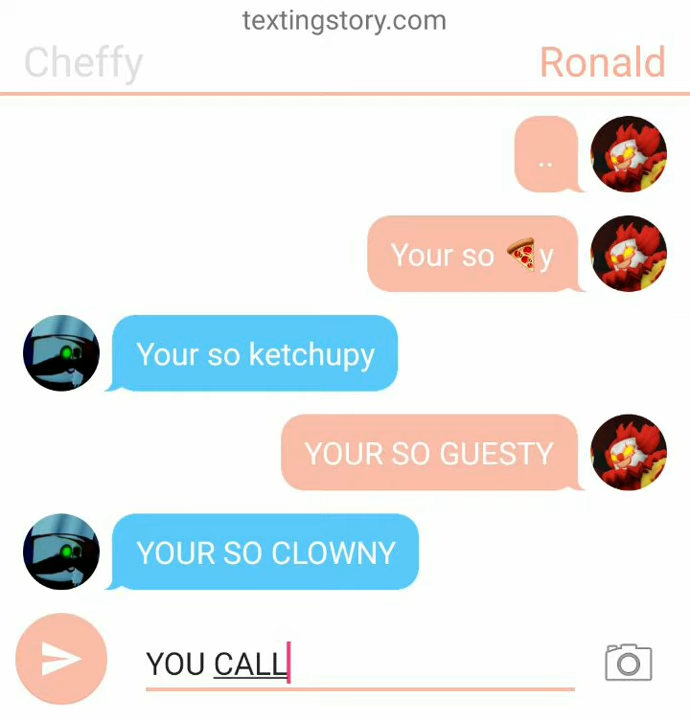 textingstory.com
Cheffy
Ronald
..
Your so 🍕y
Your so ketchupy
YOUR SO GUESTY
YOUR SO CLOWNY
YOU CALL